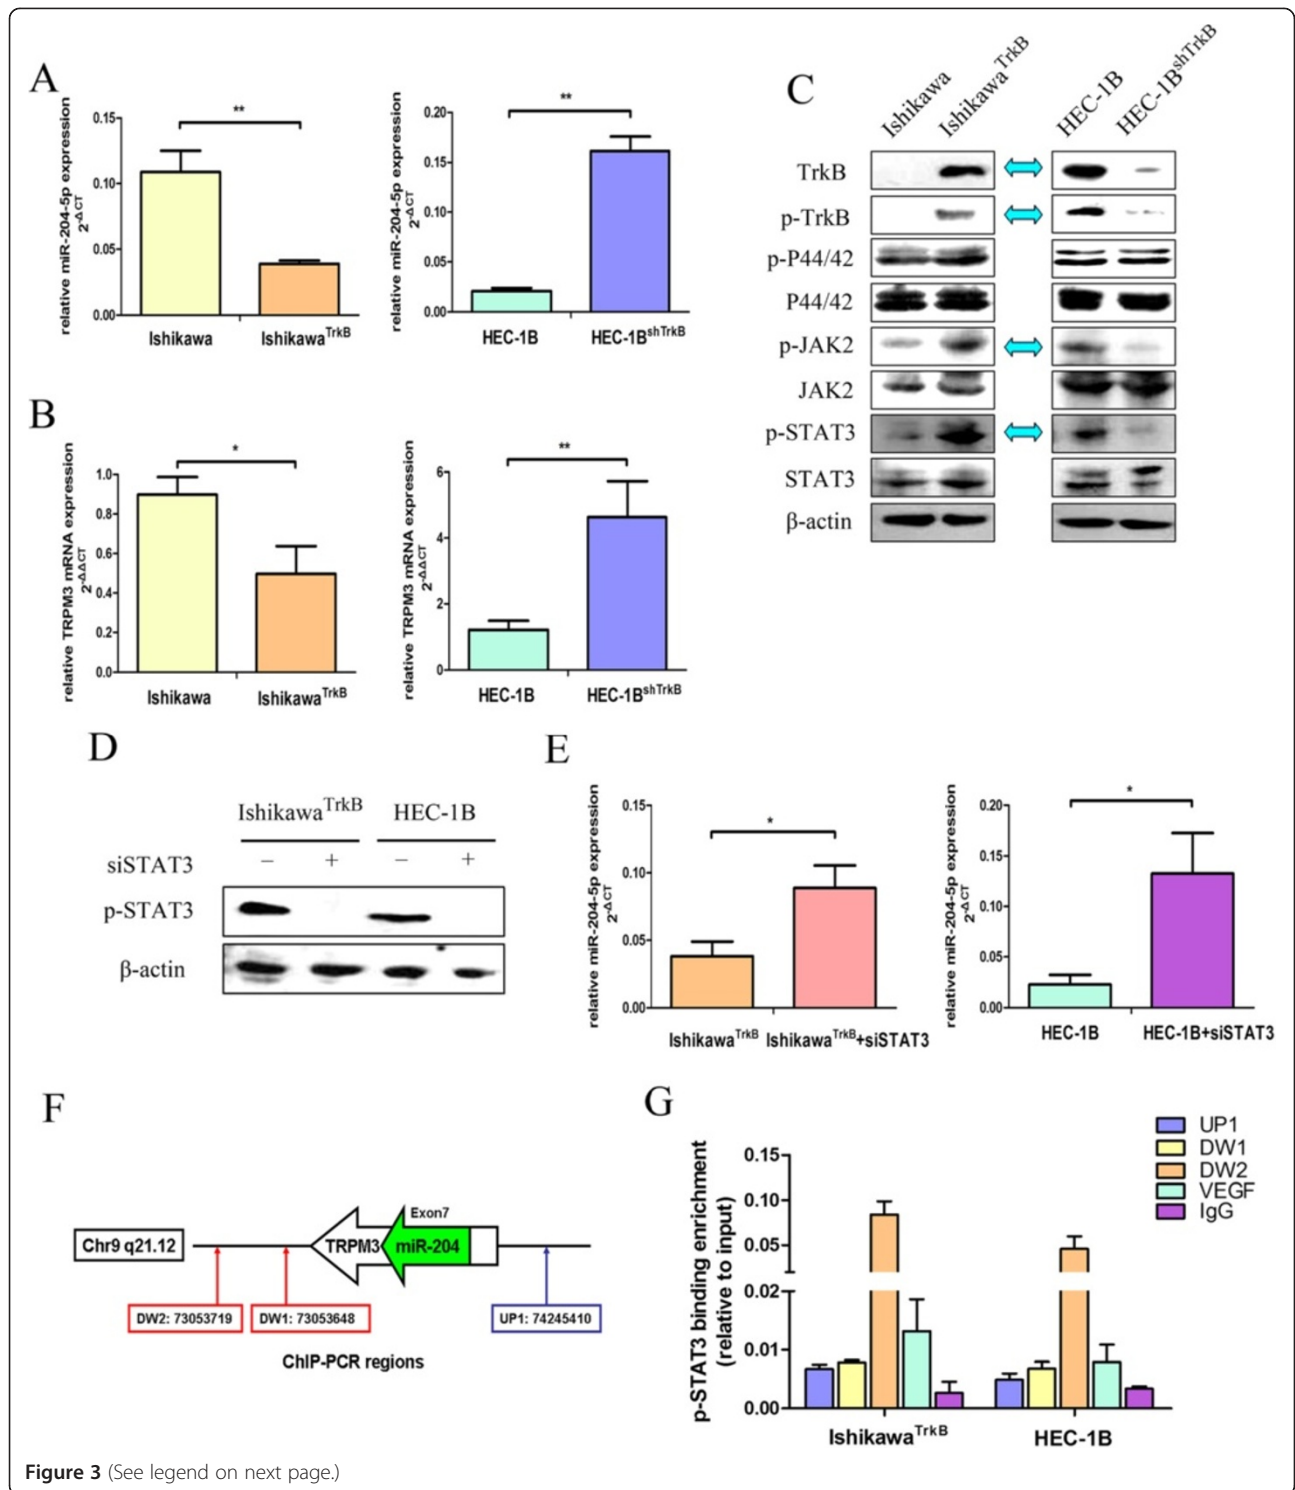 A
relative miR-204-5p expression
2-ΔCT
0.15
0.10
0.05
0.00
**
Ishikawa
IshikawaTrkB
relative miR-204-5p expression
2-ΔCT
0.20
0.15
0.10
0.05
0.00
**
HEC-1B
HEC-1BshTrkB
B
relative TRPM3 mRNA expression
2-ΔΔCT
1.0
0.8
0.6
0.4
0.2
0.0
*
Ishikawa
IshikawaTrkB
relative TRPM3 mRNA expression
2-ΔΔCT
6
4
2
0
**
HEC-1B
HEC-1BshTrkB
C
Ishikawa
IshikawaTrkB
HEC-1B
HEC-1BshTrkB
TrkB
p-TrkB
p-P44/42
P44/42
p-JAK2
JAK2
p-STAT3
STAT3
β-actin
D
IshikawaTrkB
HEC-1B
siSTAT3 – + – +
p-STAT3
β-actin
E
relative miR-204-5p expression
2-ΔCT
0.15
0.10
0.05
0.00
*
IshikawaTrkB
IshikawaTrkB+siSTAT3
relative miR-204-5p expression
2-ΔCT
0.20
0.15
0.10
0.05
0.00
*
HEC-1B
HEC-1B+siSTAT3
F
Chr9 q21.12
TRPM3
Exon7
miR-204
DW2: 73053719
DW1: 73053648
UP1: 74245410
ChIP-PCR regions
G
p-STAT3 binding enrichment
(relative to input)
0.15
0.10
0.05
0.02
0.01
0.00
IshikawaTrkB
HEC-1B
UP1
DW1
DW2
VEGF
IgG
Figure 3 (See legend on next page.)